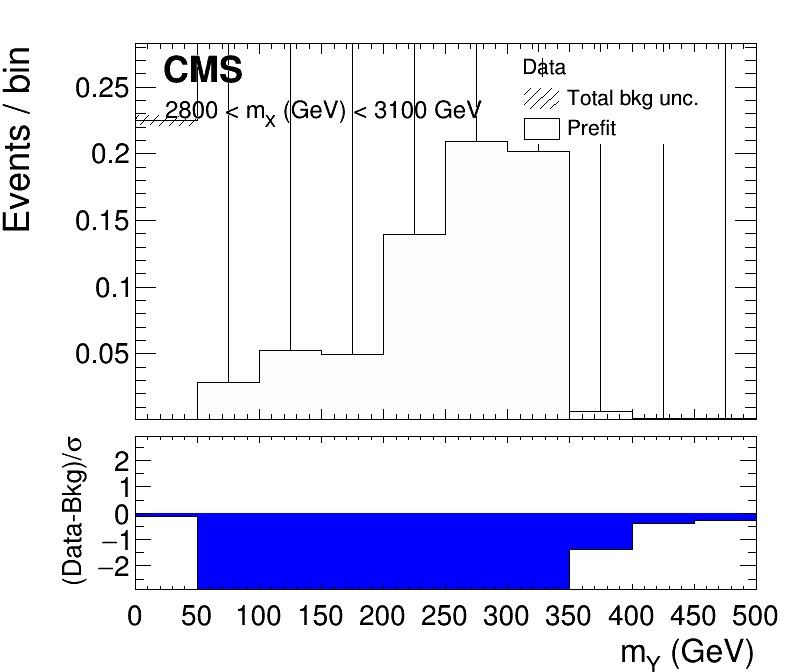 CMS
2800 < mX (GeV) < 3100 GeV
Data
Total bkg unc.
Prefit
Events / bin
0.25
0.2
0.15
0.1
0.05
(Data-Bkg)/σ
2
1
0
−1
−2
0 50 100 150 200 250 300 350 400 450 500
mY (GeV)